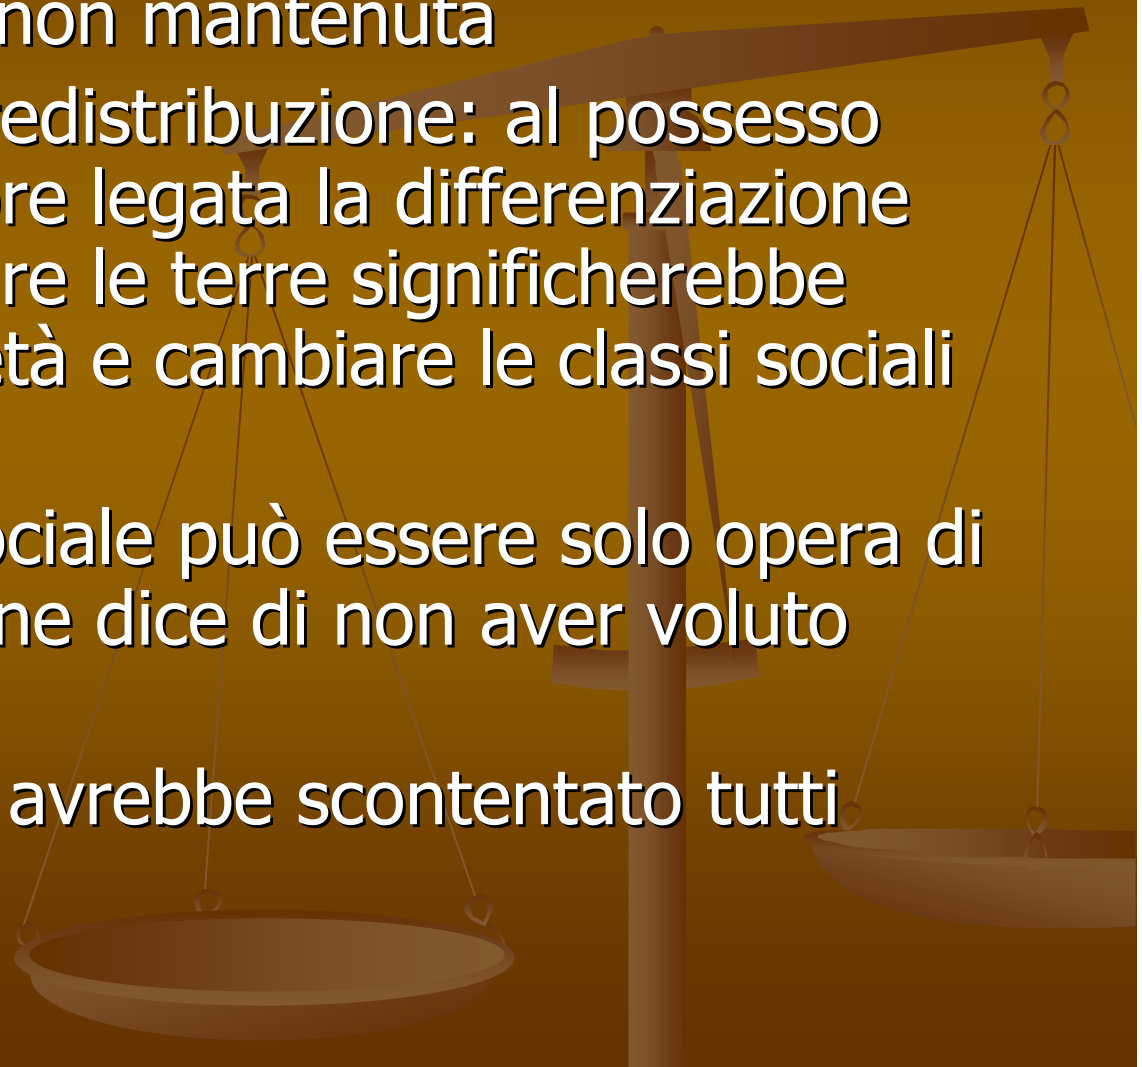 non mantenuta
edistribuzione: al possesso
re legata la differenziazione
re le terre significherebbe
età e cambiare le classi sociali
ociale può essere solo opera di
ne dice di non aver voluto
avrebbe scontentato tutti